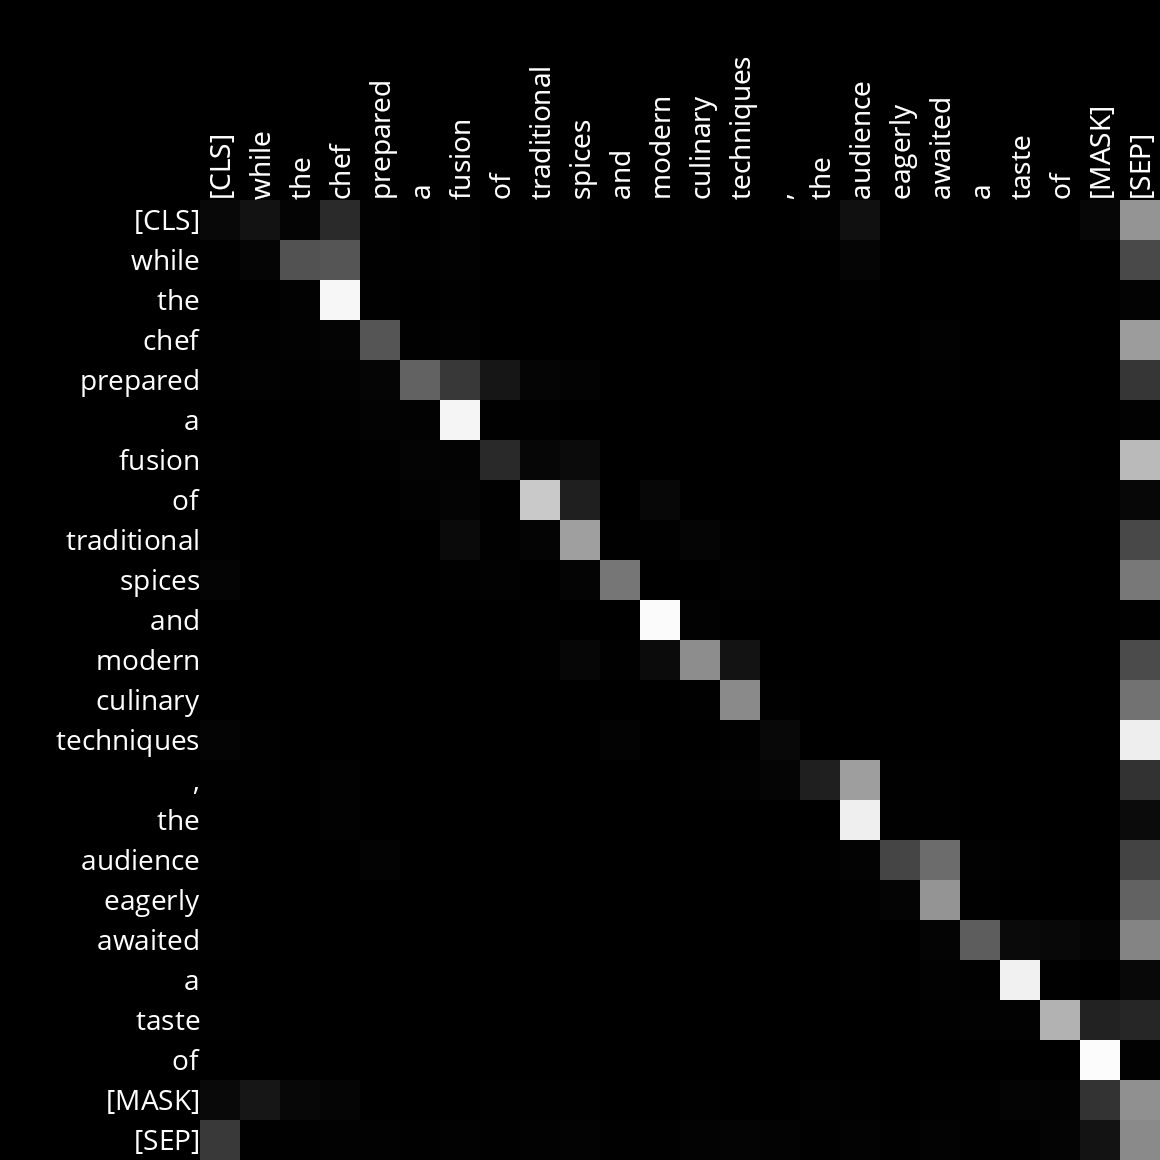 [CLS]
while
the
chef
prepared
a
fusion
of
traditional
spices
and
modern
culinary
techniques
,
the
audience
eagerly
awaited
a
taste
of
[MASK]
[SEP]
[CLS]
while
the
chef
prepared
a
fusion
of
traditional
spices
and
modern
culinary
techniques
,
the
audience
eagerly
awaited
a
taste
of
[MASK]
[SEP]